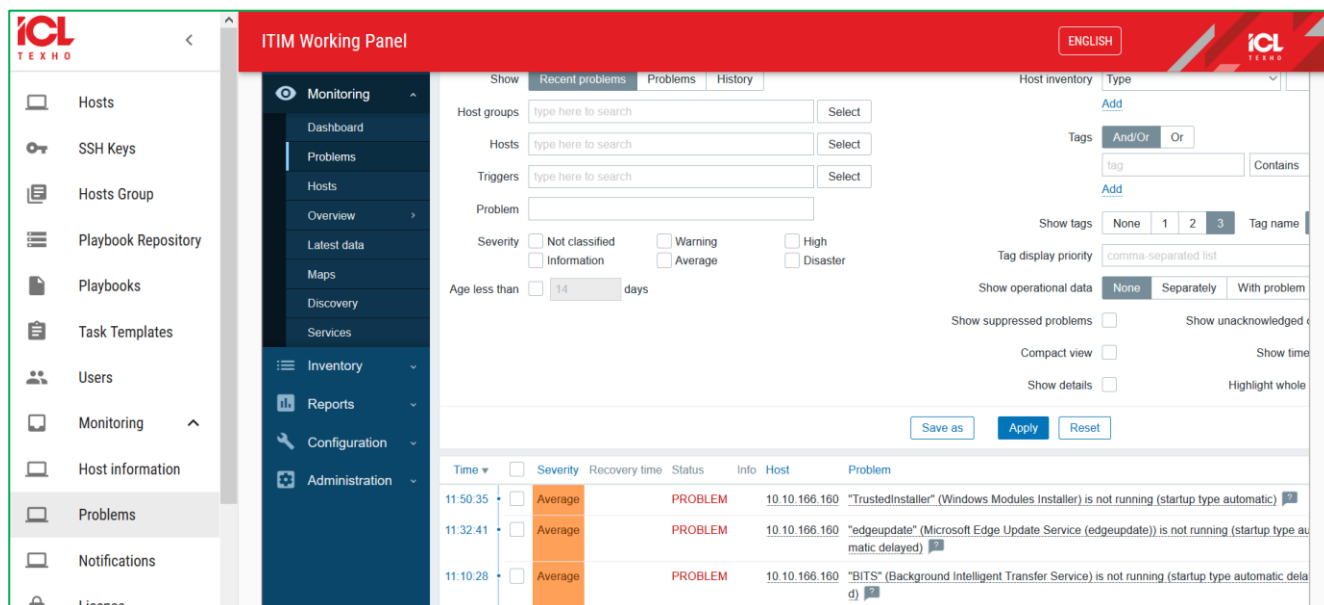 ICL
ТЕХНО
Hosts
SSH Keys
Hosts Group
Playbook Repository
Playbooks
Task Templates
Users
Monitoring
Host information
Problems
Notifications
ITIM Working Panel
ENGLISH
ICL
ТЕХНО
Monitoring
Dashboard
Problems
Hosts
Overview
Latest data
Maps
Discovery
Services
Inventory
Reports
Configuration
Administration
Show Recent problems Problems History
Host groups type here to search Select
Hosts type here to search Select
Triggers type here to search Select
Problem
Severity Not classified Warning High
Information Average Disaster
Age less than 14 days
Host inventory Type
Add
Tags And/Or Or
tag Contains
Add
Show tags None 1 2 3 Tag name
Tag display priority comma-separated list
Show operational data None Separately With problem
Show suppressed problems Show unacknowledged
Compact view Show time
Show details Highlight whole
Save as Apply Reset
Time Severity Recovery time Status Info Host Problem
11:50:35 Average PROBLEM 10.10.166.160 "TrustedInstaller" (Windows Modules Installer) is not running (startup type automatic) ?
11:32:41 Average PROBLEM 10.10.166.160 "edgeupdate" (Microsoft Edge Update Service (edgeupdate)) is not running (startup type au
matic delayed) ?
11:10:28 Average PROBLEM 10.10.166.160 "BITS" (Background Intelligent Transfer Service) is not running (startup type automatic dela
d) ?